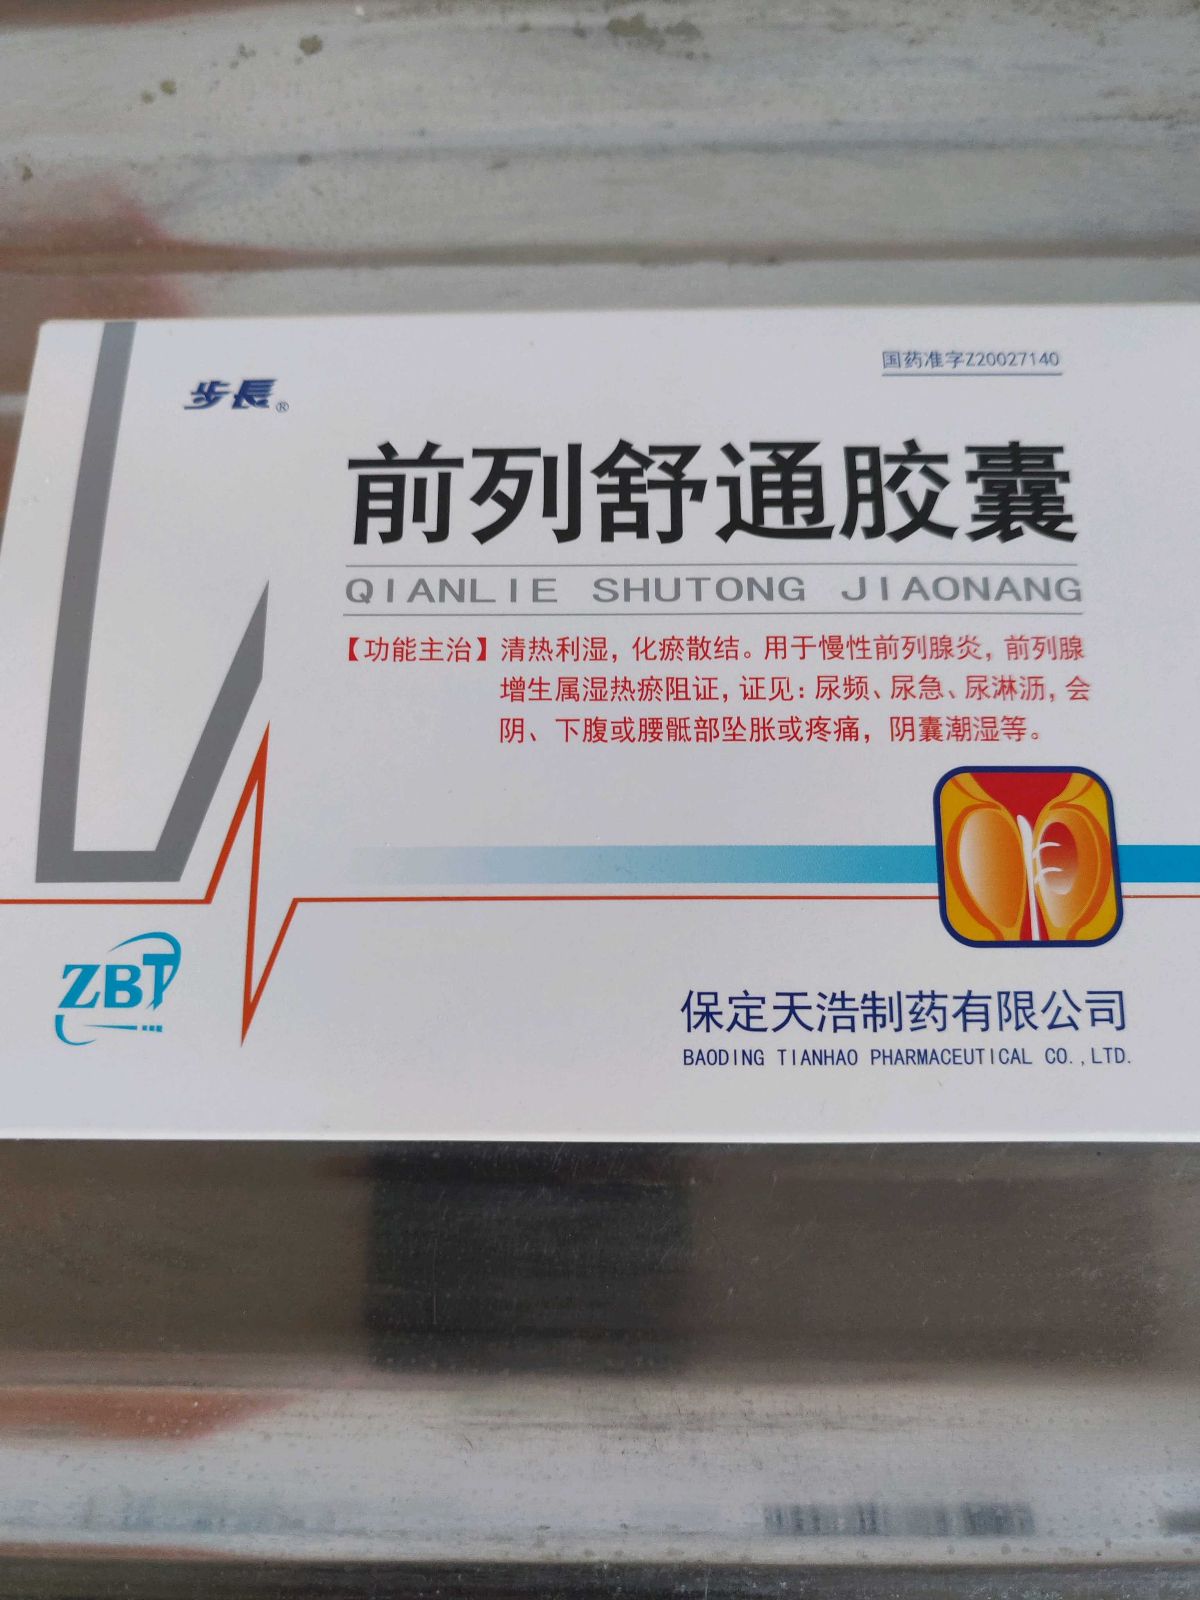 国药准字Z20027140
步長®
前列舒通胶囊
QIANLIE SHUTONG JIAONANG
【功能主治】清热利湿，化瘀散结。用于慢性前列腺炎，前列腺
增生属湿热瘀阻证，证见：尿频、尿急、尿淋沥，会
阴、下腹或腰骶部坠胀或疼痛，阴囊潮湿等。
ZBT
保定天浩制药有限公司
BAODING TIANHAO PHARMACEUTICAL CO.,LTD.